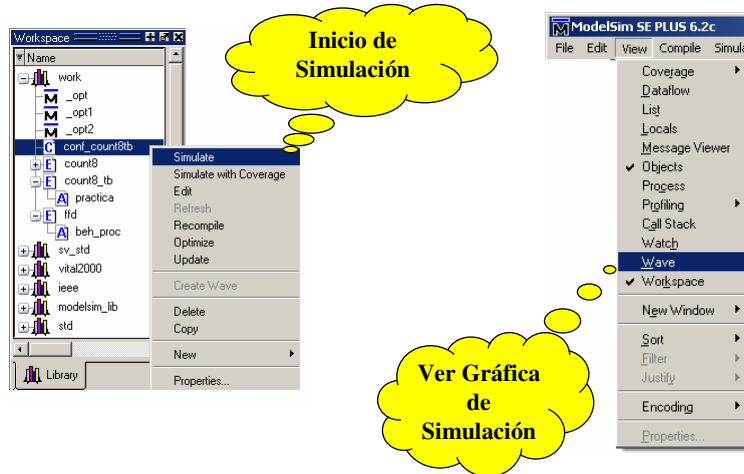 Workspace
Name
work
_opt
_opt1
_opt2
conf_count8tb
count8
count8_tb
practica
ffd
beh_proc
sv_std
vital2000
ieee
modelsim_lib
std
Library
Simulate
Simulate with Coverage
Edit
Refresh
Recompile
Optimize
Update
Create Wave
Delete
Copy
New
Properties...
Inicio de
Simulación
ModelSim SE PLUS 6.2c
File Edit View Compile Simula
Coverage
Dataflow
List
Locals
Message Viewer
Objects
Process
Profiling
Call Stack
Watch
Wave
Workspace
New Window
Sort
Filter
Justify
Encoding
Properties...
Ver Gráfica
de
Simulación